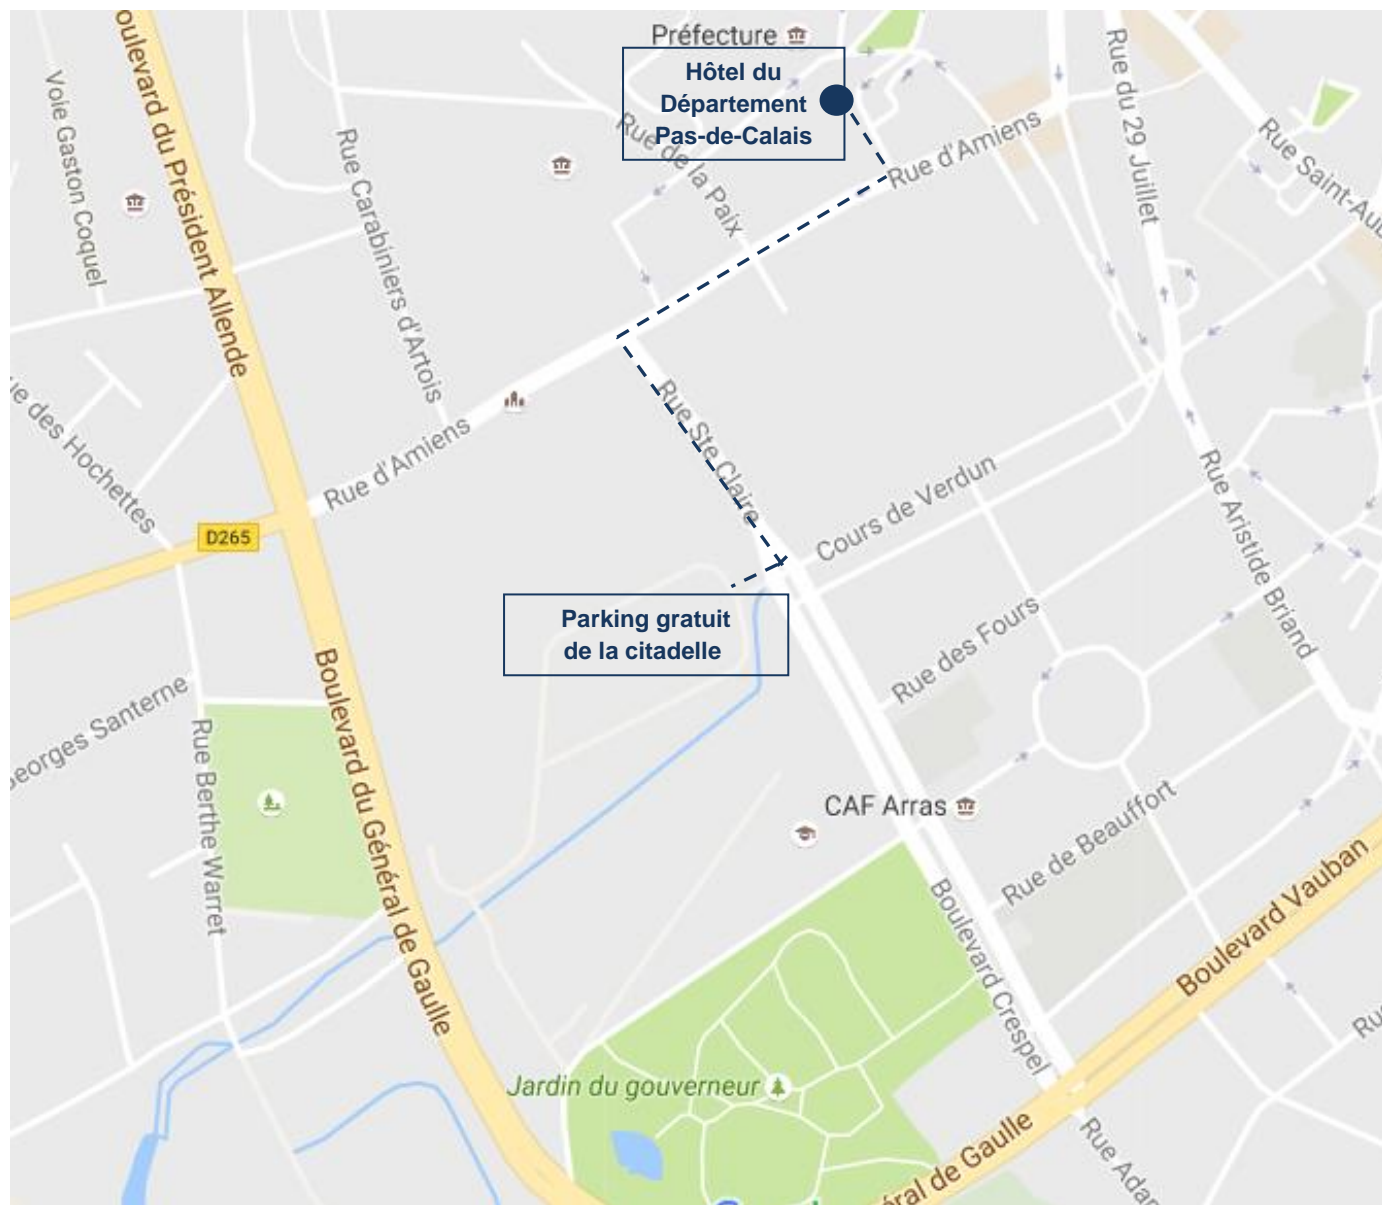 oulevard du Président Allende
Préfecture
Hôtel du
Département
Pas-de-Calais
Voie Gaston Coquel
Rue Carabiniers d'Artois
Rue de la Paix
Rue d'Amiens
Rue du 29 Juillet
Rue Saint-Aub
ue des Hochettes
Rue d'Amiens
Rue Ste Claire
D265
Cours de Verdun
Rue Aristide Briand
Parking gratuit
de la citadelle
Rue des Fours
eorges Santerne
Rue Berthe Warret
Boulevard du Général de Gaulle
CAF Arras
Rue de Beauffort
Boulevard Vauban
Boulevard Crespel
Ru
Jardin du gouverneur
éral de Gaulle
Rue Adam